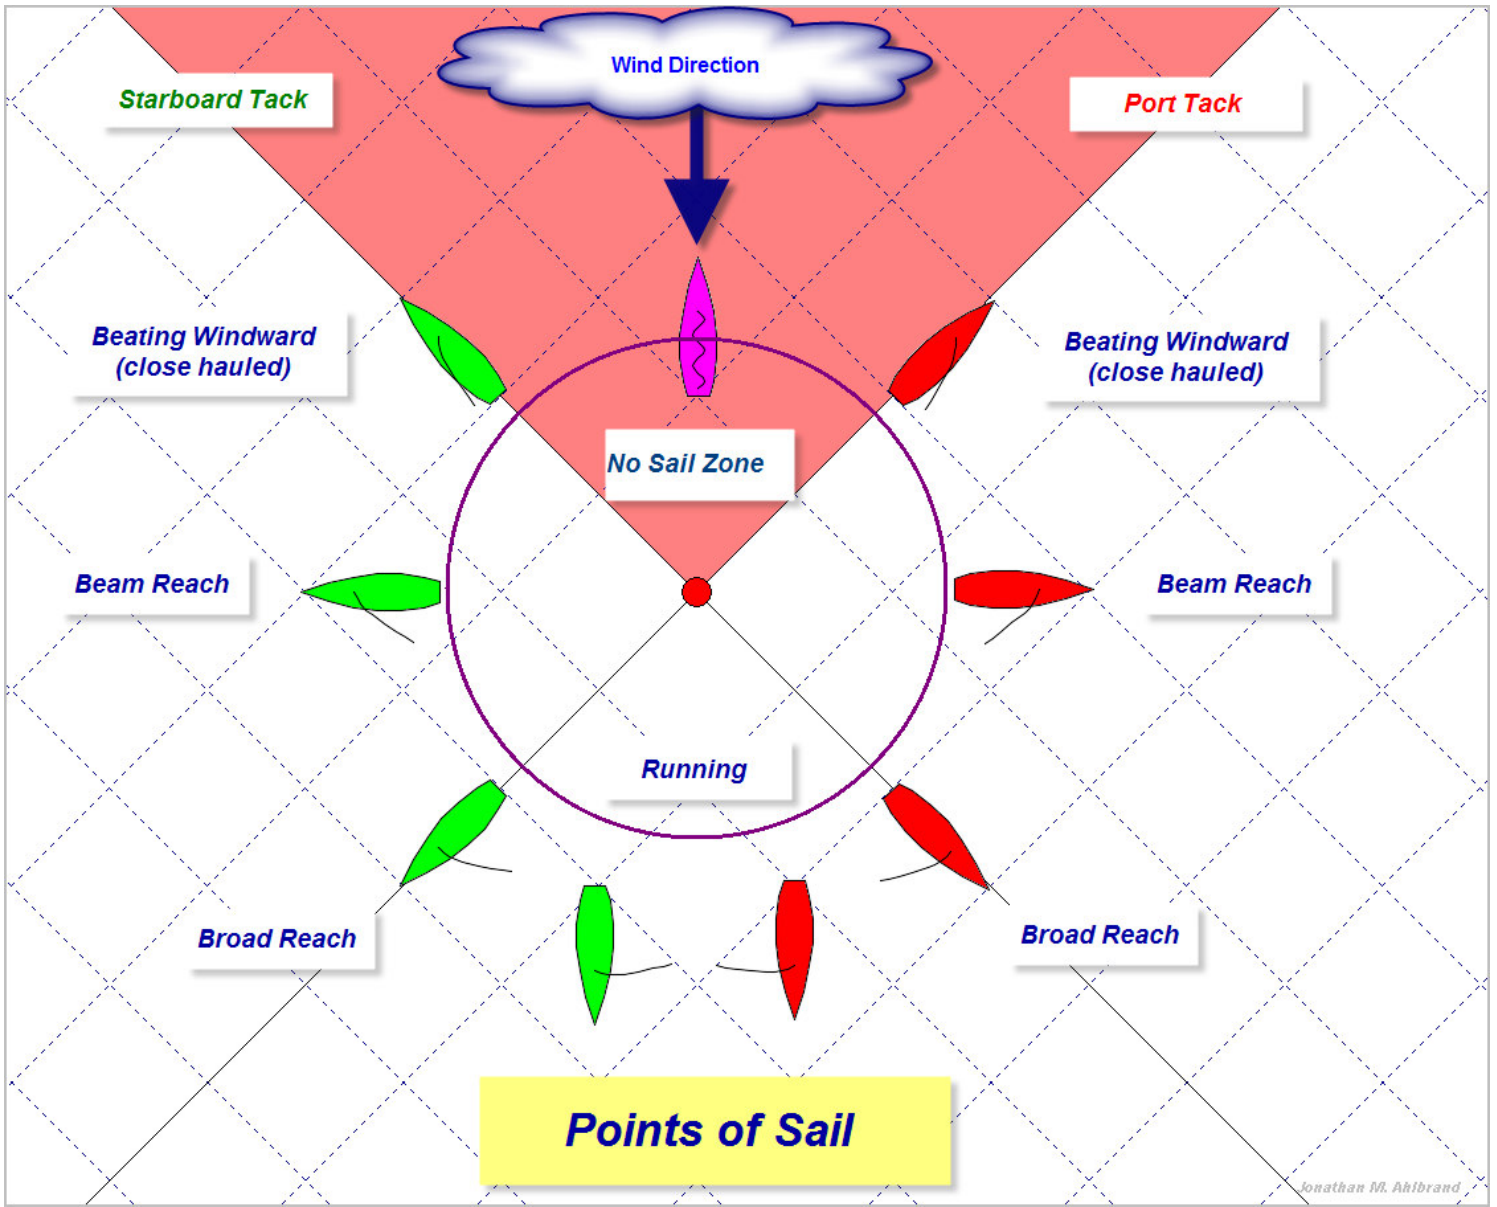 Wind Direction
Starboard Tack
Port Tack
Beating Windward
(close hauled)
Beating Windward
(close hauled)
No Sail Zone
Beam Reach
Beam Reach
Running
Broad Reach
Broad Reach
Points of Sail
Jonathan M. Ahlbrand